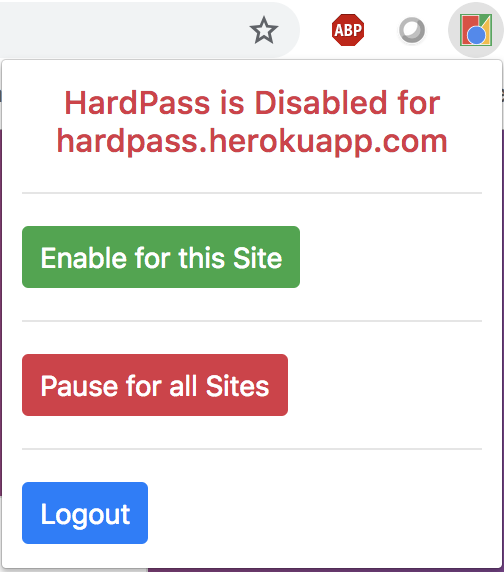 ABP
HardPass is Disabled for
hardpass.herokuapp.com
Enable for this Site
Pause for all Sites
Logout